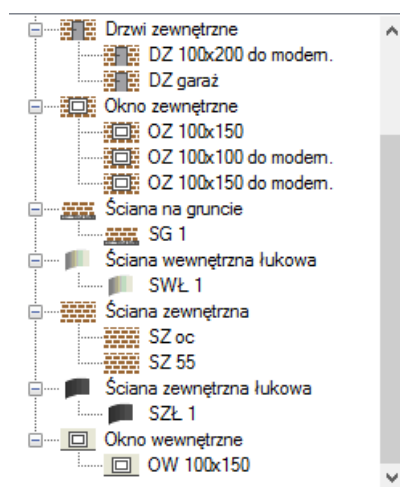 Drzwi zewnętrzne
DZ 100x200 do modern.
DZ garaż
Okno zewnętrzne
OZ 100x150
OZ 100x100 do modern.
OZ 100x150 do modern.
Ściana na gruncie
SG 1
Ściana wewnętrzna łukowa
SWŁ 1
Ściana zewnętrzna
SZ oc
SZ 55
Ściana zewnętrzna łukowa
SZŁ 1
Okno wewnętrzne
OW 100x150